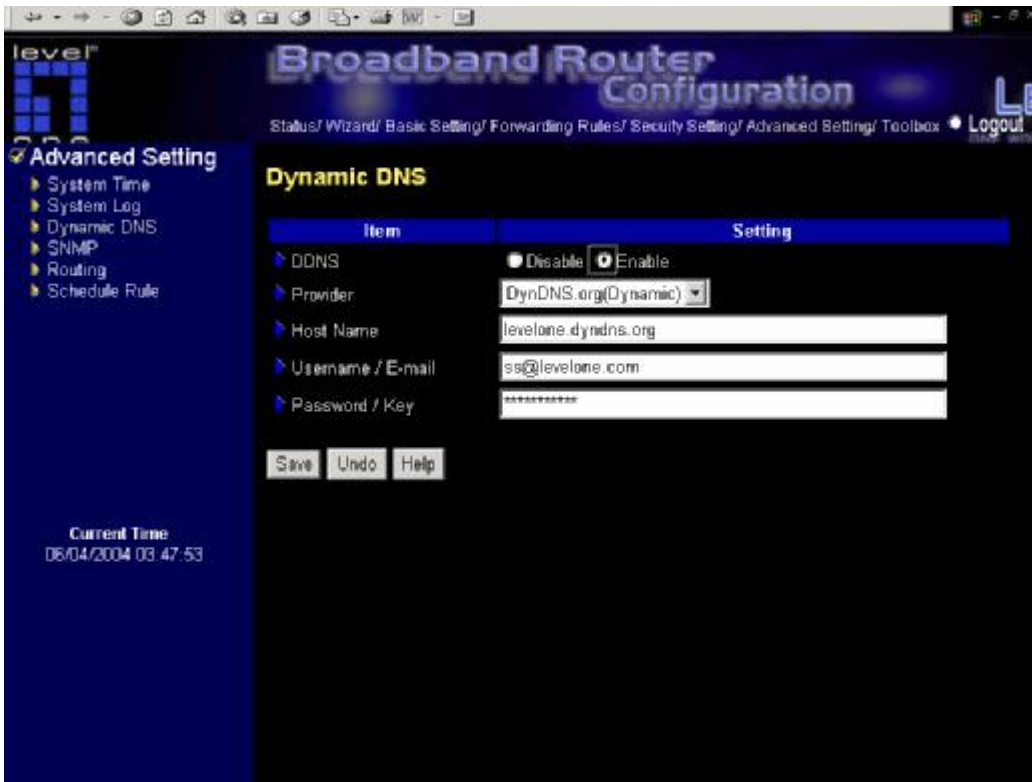 level
Broadband Router
Configuration
Status/ Wizard/ Basic Setting/ Forwarding Rules/ Secuity Setting/ Advanced Setting/ Toolbox
Logout
Advanced Setting
System Time
System Log
Dynamic DNS
SNMP
Routing
Schedule Rule
Current Time
06/04/2004 03:47:53
Dynamic DNS
Item Setting
DDNS Disable Enable
Provider DynDNS.org(Dynamic)
Host Name levelone.dyndns.org
Username / E-mail ss@levelone.com
Password / Key ***********
Save Undo Help